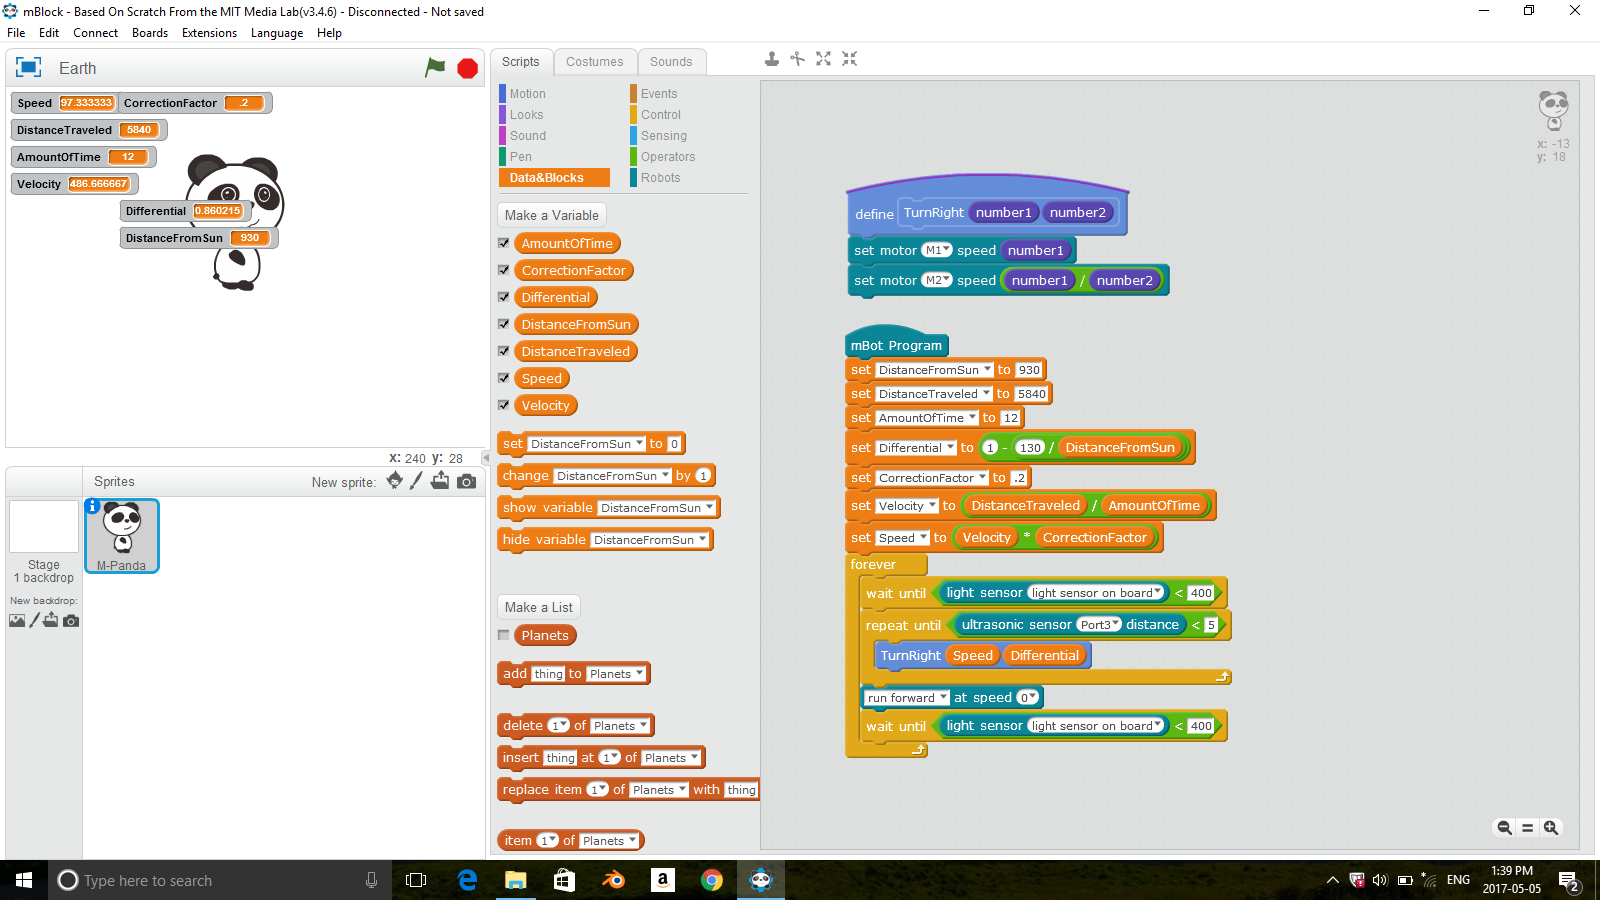 mBlock - Based On Scratch From the MIT Media Lab(v3.4.6) - Disconnected - Not saved
File Edit Connect Boards Extensions Language Help
Earth
Speed 97.333333 CorrectionFactor .2
DistanceTraveled 5840
AmountOfTime 12
Velocity 486.666667
Differential 0.860215
DistanceFromSun 930
x: 240 y: 28
Sprites New sprite:
M-Panda
Stage
1 backdrop
New backdrop:
Scripts Costumes Sounds
Motion Events
Looks Control
Sound Sensing
Pen Operators
Data&Blocks Robots
Make a Variable
AmountOfTime
CorrectionFactor
Differential
DistanceFromSun
DistanceTraveled
Speed
Velocity
set DistanceFromSun to 0
change DistanceFromSun by 1
show variable DistanceFromSun
hide variable DistanceFromSun
Make a List
Planets
add thing to Planets
delete 1 of Planets
insert thing at 1 of Planets
replace item 1 of Planets with thing
item 1 of Planets
x: -13
y: 18
define TurnRight number1 number2
set motor M1 speed number1
set motor M2 speed number1 / number2
mBot Program
set DistanceFromSun to 930
set DistanceTraveled to 5840
set AmountOfTime to 12
set Differential to 1 - 130 / DistanceFromSun
set CorrectionFactor to .2
set Velocity to DistanceTraveled / AmountOfTime
set Speed to Velocity * CorrectionFactor
forever
wait until light sensor light sensor on board < 400
repeat until ultrasonic sensor Port3 distance < 5
TurnRight Speed Differential
run forward at speed 0
wait until light sensor light sensor on board < 400
Type here to search
ENG
1:39 PM
2017-05-05
2